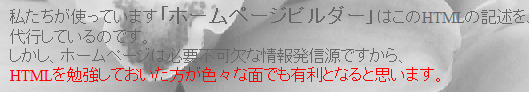 私たちが使っています「ホームページビルダー」はこのHTMLの記述を、
代行しているのです。
しかし、ホームページは必要不可欠な情報発信源ですから、
HTMLを勉強しておいた方が色々な面でも有利となると思います。